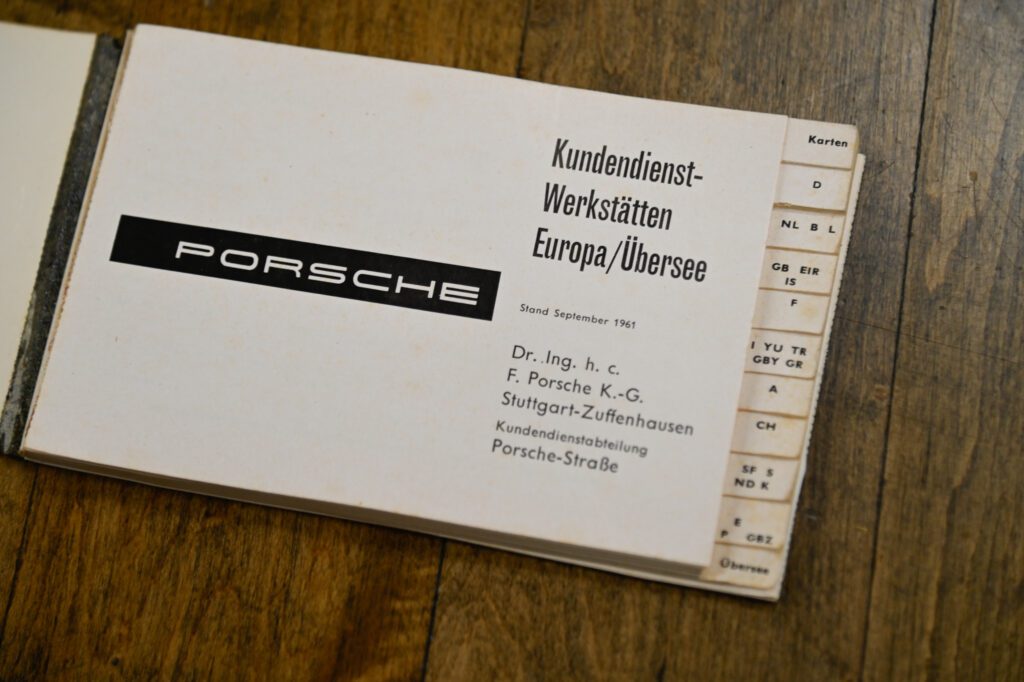 PORSCHE
Kundendienst-
Werkstätten
Europa/Übersee
Stand September 1961
Dr. Ing. h. c.
F. Porsche K.-G.
Stuttgart-Zuffenhausen
Kundendienstabteilung
Porsche-Straße
Karten
D
NL B L
GB EIR
IS
F
I YU TR
GBY GR
A
CH
SF S
ND K
E
P GBZ
Übersee